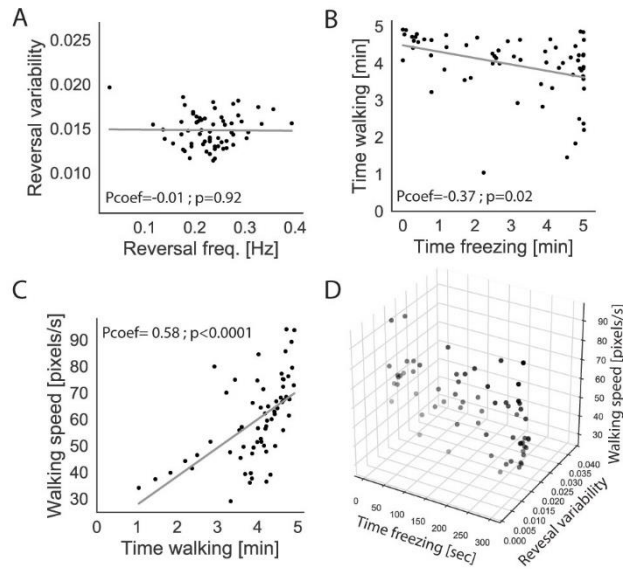 A
0.025
0.020
0.015
0.010
Reversal variability
Pcoef=-0.01 ; p=0.92
0.1 0.2 0.3 0.4
Reversal freq. [Hz]
B
5
4
3
2
1
0
Time walking [min]
Pcoef=-0.37 ; p=0.02
0 1 2 3 4 5
Time freezing [min]
C
Pcoef= 0.58 ; p<0.0001
90
80
70
60
50
40
30
Walking speed [pixels/s]
0 1 2 3 4 5
Time walking [min]
D
90
80
70
60
50
40
30
Walking speed [pixels/s]
0.040
0.035
0.030
0.025
0.020
0.015
0.010
0.005
0.000
Revesal variability
0 50 100 150 200 250 300
Time freezing [sec]